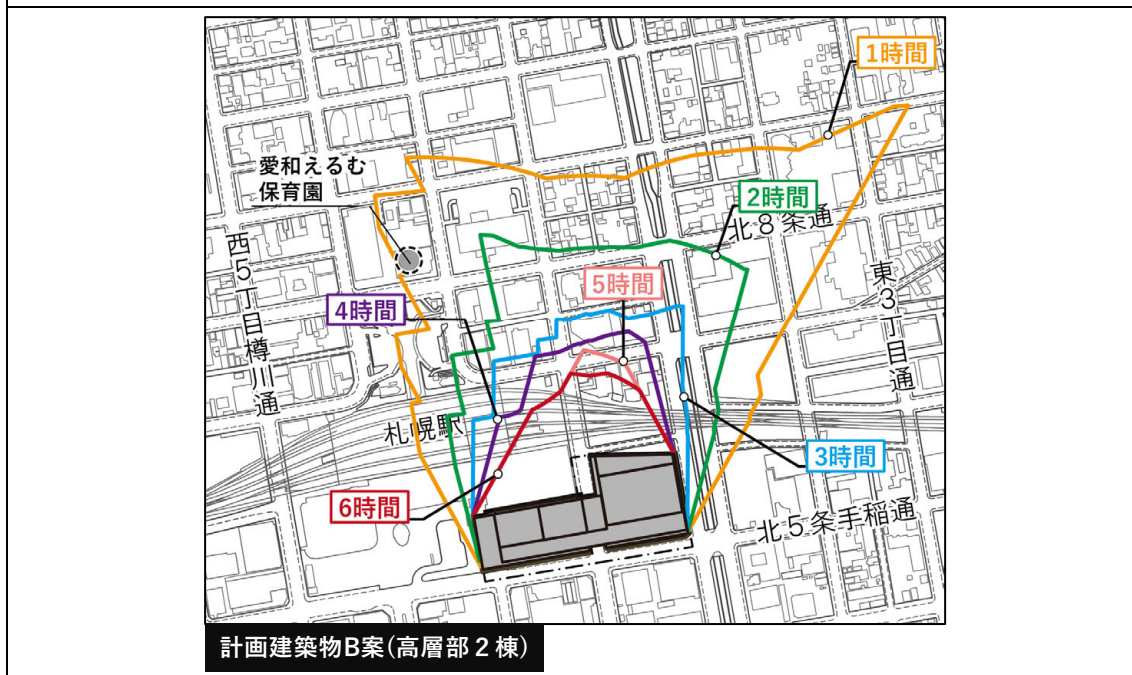 1時間
愛和えるむ
保育園
2時間
北8条通
5時間
西5丁目樽川通
4時間
東3丁目通
札幌駅
3時間
6時間
北5条手稲通
計画建築物B案(高層部2棟)